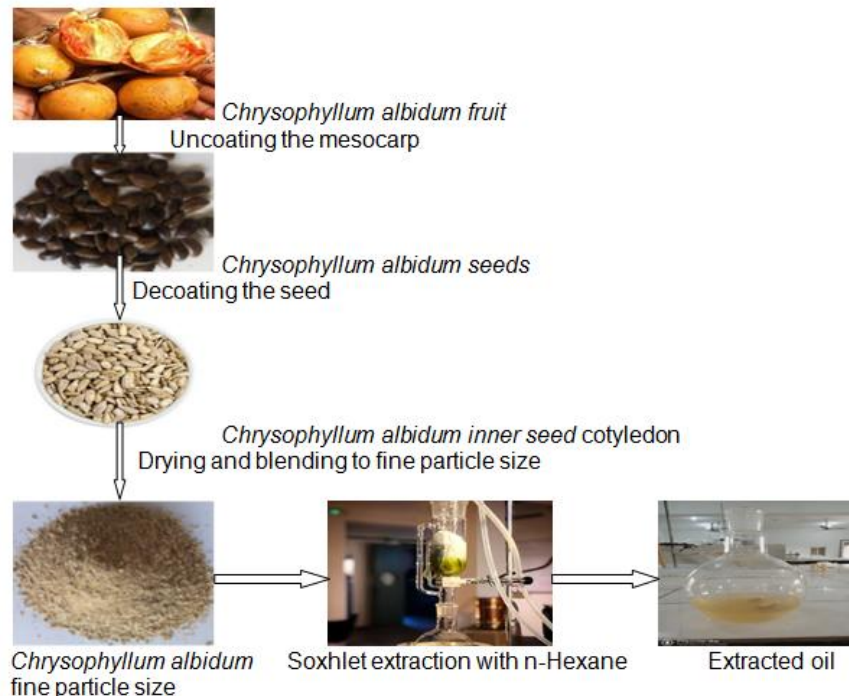 Chrysophyllum albidum fruit
Uncoating the mesocarp
Chrysophyllum albidum seeds
Decoating the seed
Chrysophyllum albidum inner seed cotyledon
Drying and blending to fine particle size
Chrysophyllum albidum
fine particle size
Soxhlet extraction with n-Hexane
Extracted oil